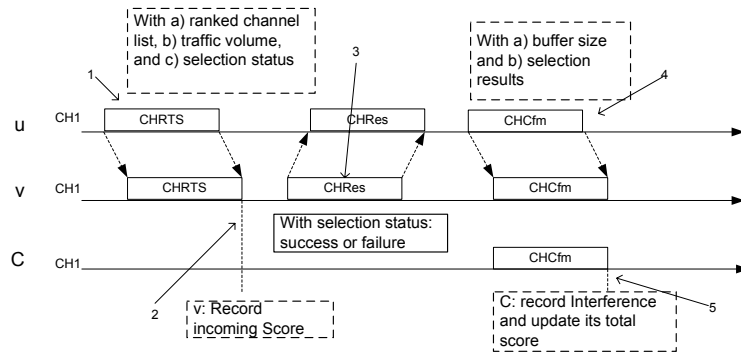 With a) ranked channel
list, b) traffic volume,
and c) selection status
With a) buffer size
and b) selection
results
1
3
4
u
CH1
CHRTS
CHRes
CHCfm
v
CH1
CHRTS
CHRes
CHCfm
With selection status:
success or failure
C
CH1
CHCfm
2
v: Record
incoming Score
C: record Interference
and update its total
score
5